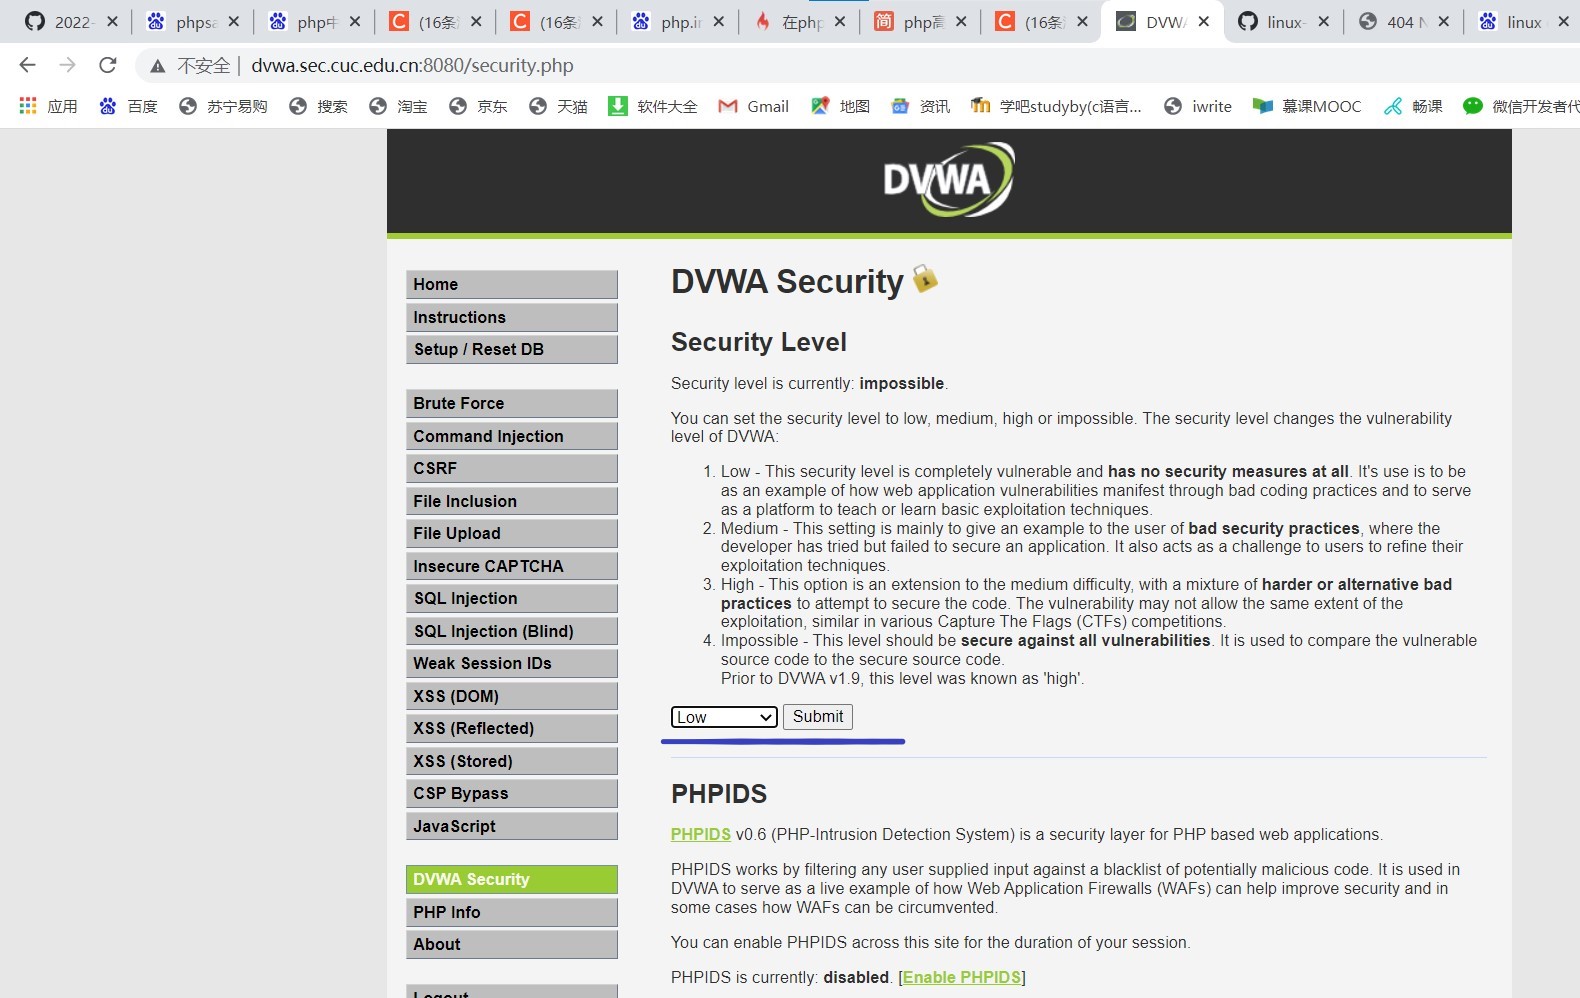 2022- phpsa php中 (16条 (16条 php.in 在php php高 (16条 DVWA linux- 404 N linux
不安全 | dvwa.sec.cuc.edu.cn:8080/security.php
应用 百度 苏宁易购 搜索 淘宝 京东 天猫 软件大全 Gmail 地图 资讯 学吧studyby(c语言... iwrite 慕课MOOC 畅课 微信开发者代
DVWA
Home
Instructions
Setup / Reset DB
Brute Force
Command Injection
CSRF
File Inclusion
File Upload
Insecure CAPTCHA
SQL Injection
SQL Injection (Blind)
Weak Session IDs
XSS (DOM)
XSS (Reflected)
XSS (Stored)
CSP Bypass
JavaScript
DVWA Security
PHP Info
About
Logout
DVWA Security
Security Level
Security level is currently: impossible.
You can set the security level to low, medium, high or impossible. The security level changes the vulnerability
level of DVWA:
1. Low - This security level is completely vulnerable and has no security measures at all. It's use is to be
as an example of how web application vulnerabilities manifest through bad coding practices and to serve
as a platform to teach or learn basic exploitation techniques.
2. Medium - This setting is mainly to give an example to the user of bad security practices, where the
developer has tried but failed to secure an application. It also acts as a challenge to users to refine their
exploitation techniques.
3. High - This option is an extension to the medium difficulty, with a mixture of harder or alternative bad
practices to attempt to secure the code. The vulnerability may not allow the same extent of the
exploitation, similar in various Capture The Flags (CTFs) competitions.
4. Impossible - This level should be secure against all vulnerabilities. It is used to compare the vulnerable
source code to the secure source code.
Prior to DVWA v1.9, this level was known as 'high'.
Low Submit
PHPIDS
PHPIDS v0.6 (PHP-Intrusion Detection System) is a security layer for PHP based web applications.
PHPIDS works by filtering any user supplied input against a blacklist of potentially malicious code. It is used in
DVWA to serve as a live example of how Web Application Firewalls (WAFs) can help improve security and in
some cases how WAFs can be circumvented.
You can enable PHPIDS across this site for the duration of your session.
PHPIDS is currently: disabled. [Enable PHPIDS]